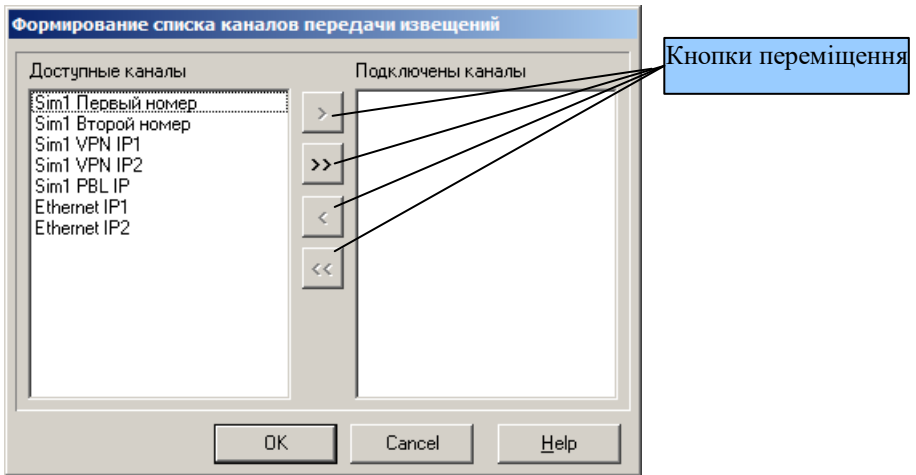 Формирование списка каналов передачи извещений
Кнопки переміщення
Доступные каналы
Подключены каналы
Sim1 Первый номер
Sim1 Второй номер
Sim1 VPN IP1
Sim1 VPN IP2
Sim1 PBL IP
Ethernet IP1
Ethernet IP2
>
>>
<
<<
OK
Cancel
Help